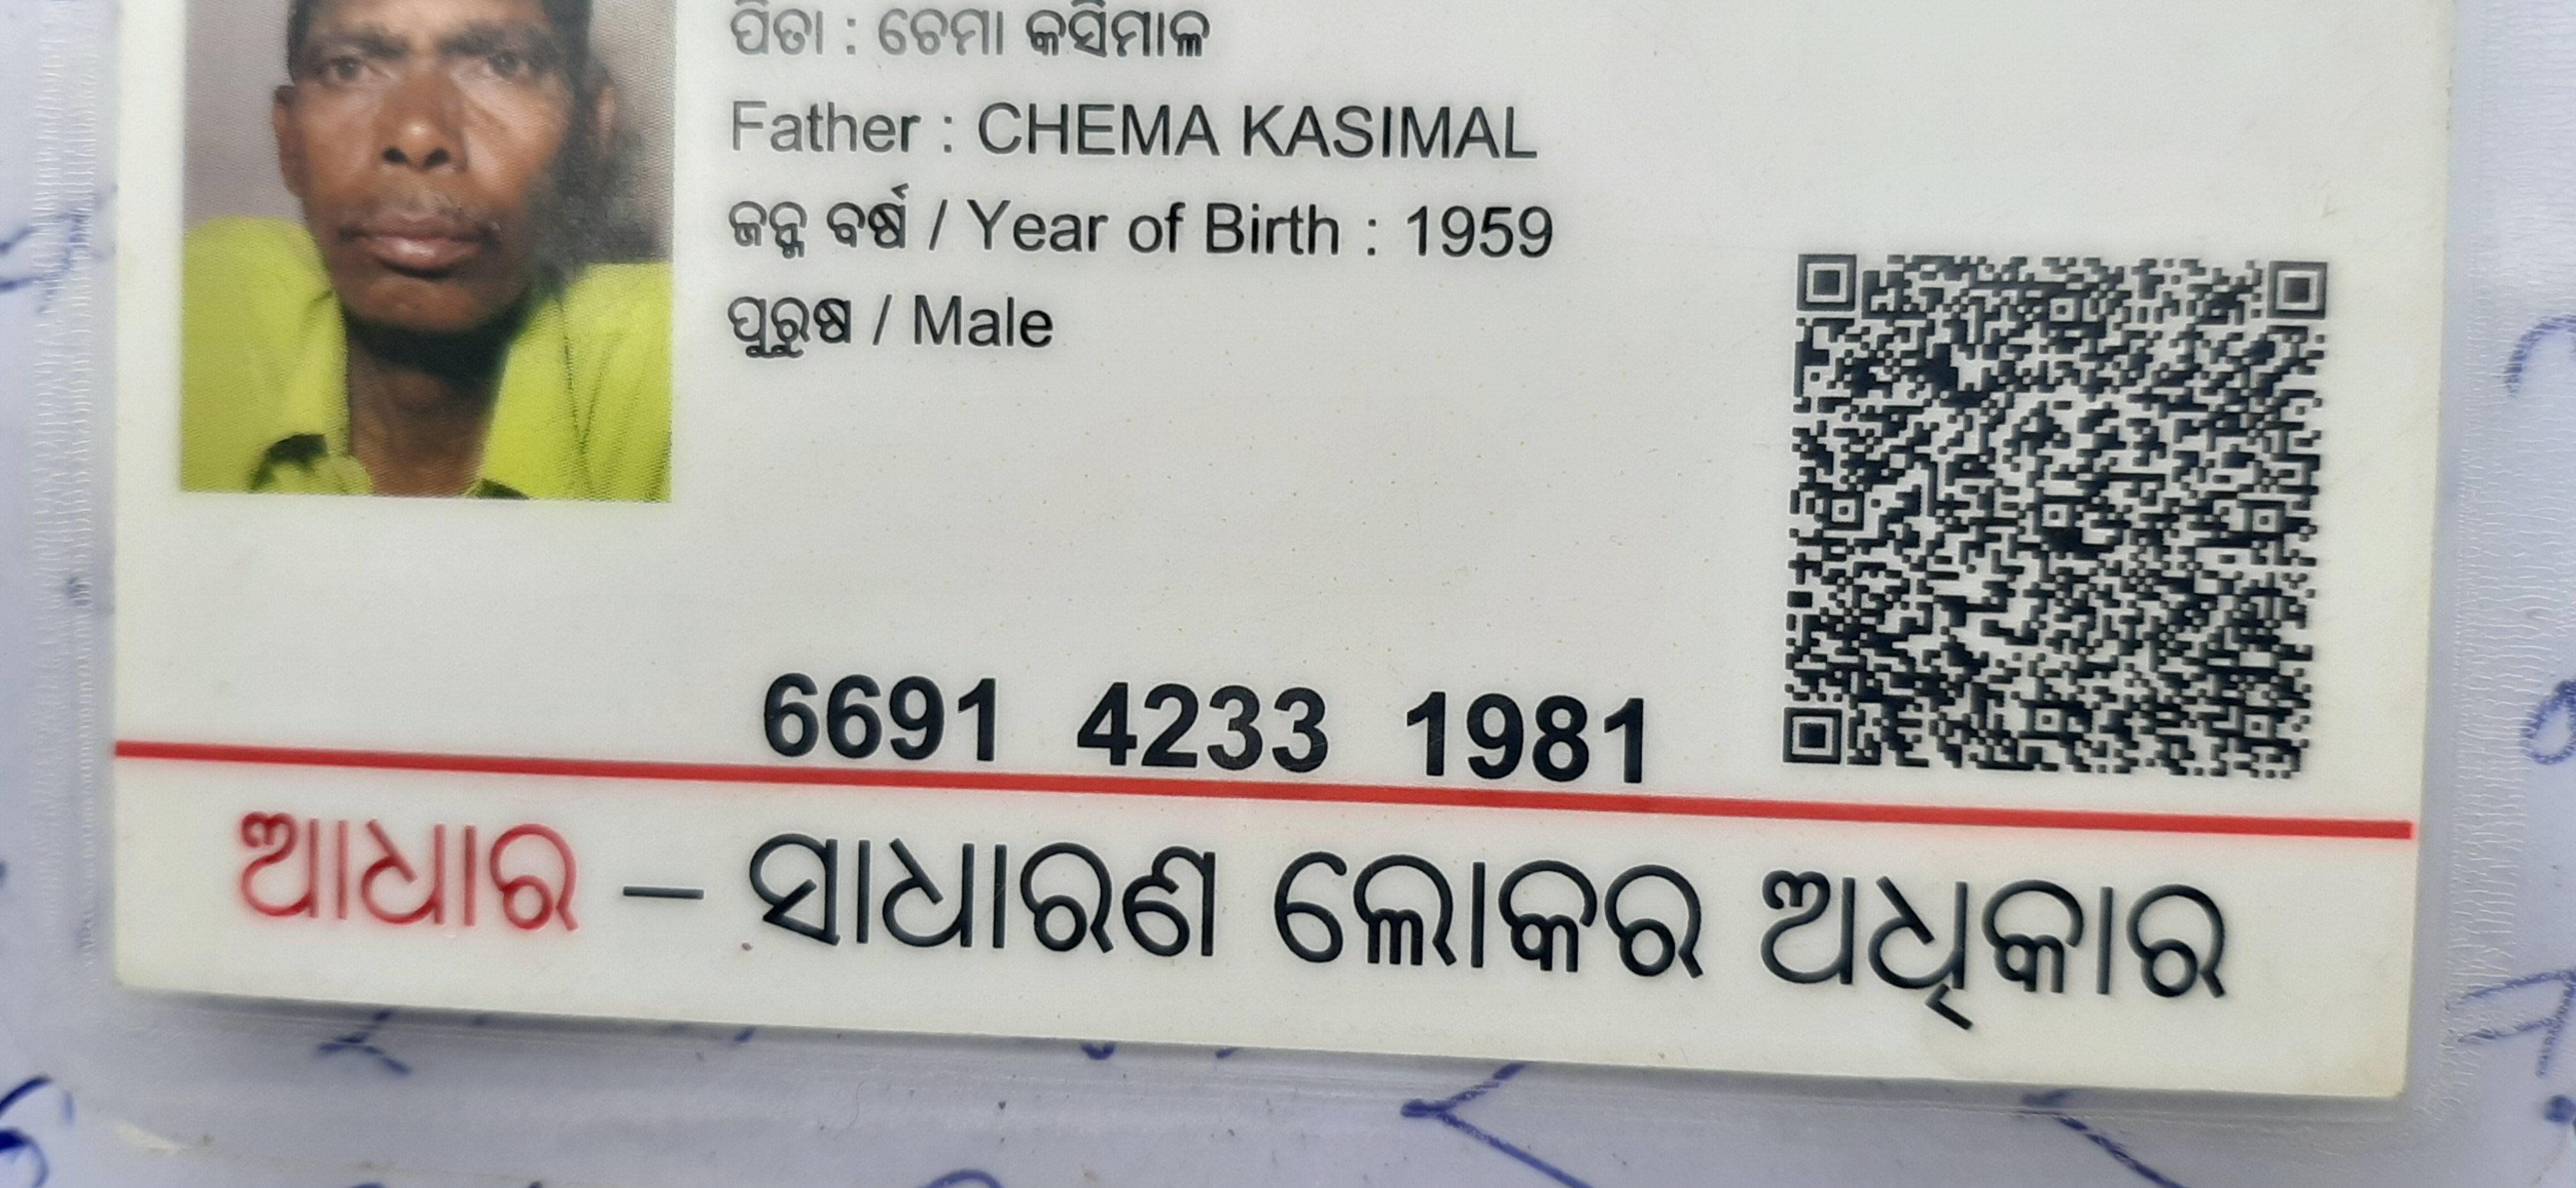 ପିତା : ଚେମା କସିମାଳ
Father : CHEMA KASIMAL
ଜନ୍ମ ବର୍ଷ / Year of Birth : 1959
ପୁରୁଷ / Male
6691 4233 1981
ଆଧାର – ସାଧାରଣ ଲୋକର ଅଧିକାର